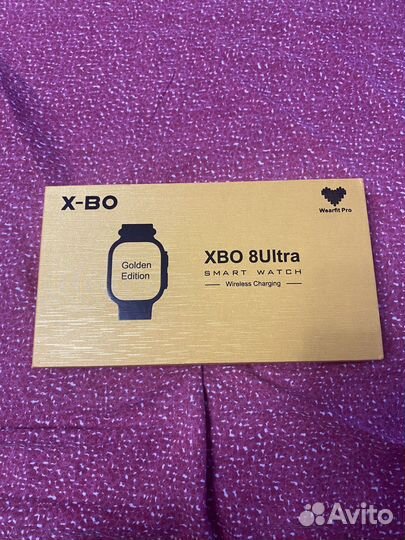 X-BO
Wearfit Pro
Golden
Edition
XBO 8Ultra
SMART WATCH
Wireless Charging
Avito